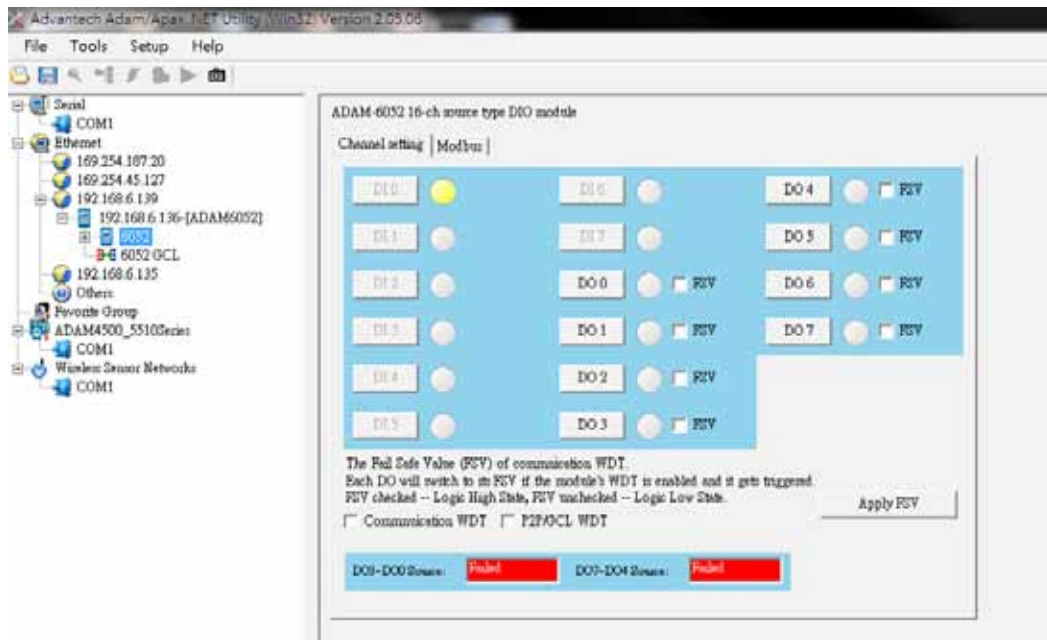 Advantech Adam/Apax .NET Utility (Win32) Version 2.05.06
File Tools Setup Help
Serial
COM1
Ethernet
169.254.187.20
169.254.45.127
192.168.6.139
192.168.6.136-[ADAM6052]
6052
6052 GCL
192.168.6.135
Others
Favorite Group
ADAM4500_5510Series
COM1
Wireless Sensor Networks
COM1
ADAM-6052 16-ch source type DIO module
Channel setting Modbus
DI 0 DI 6 DO 4 FSV
DI 1 DI 7 DO 5 FSV
DI 2 DO 0 FSV DO 6 FSV
DI 3 DO 1 FSV DO 7 FSV
DI 4 DO 2 FSV
DI 5 DO 3 FSV
The Fail Safe Value (FSV) of communication WDT.
Each DO will switch to its FSV if the module's WDT is enabled and it gets triggered.
FSV checked -- Logic High State, FSV unchecked -- Logic Low State.
Apply FSV
Communication WDT P2P/GCL WDT
DO3~DO0 Source: Failed DO7~DO4 Source: Failed